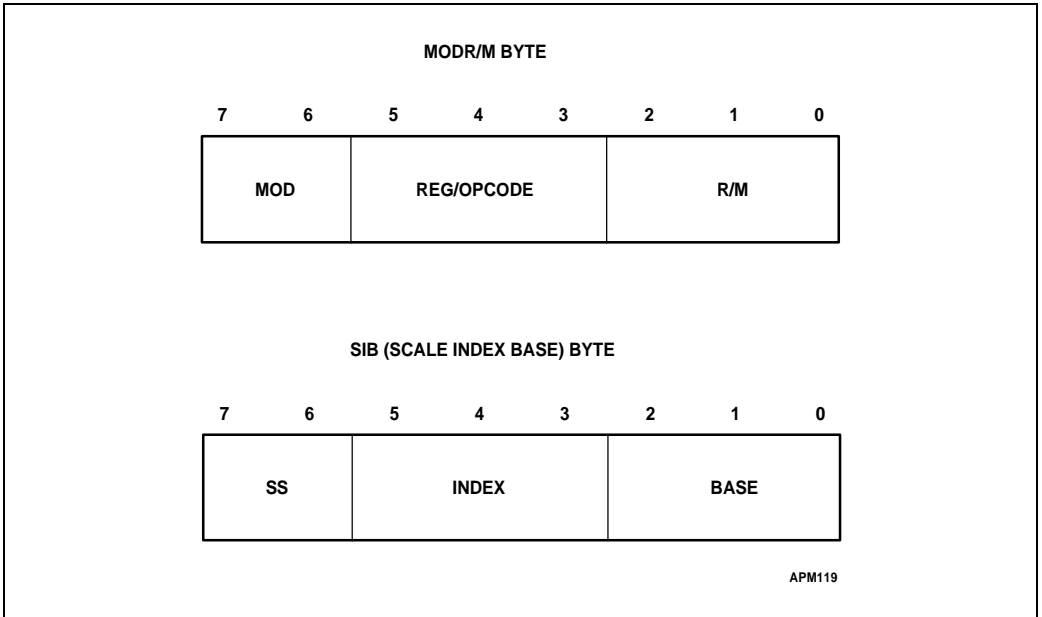 MODR/M BYTE
7 6 5 4 3 2 1 0
MOD REG/OPCODE R/M
SIB (SCALE INDEX BASE) BYTE
7 6 5 4 3 2 1 0
SS INDEX BASE
APM119